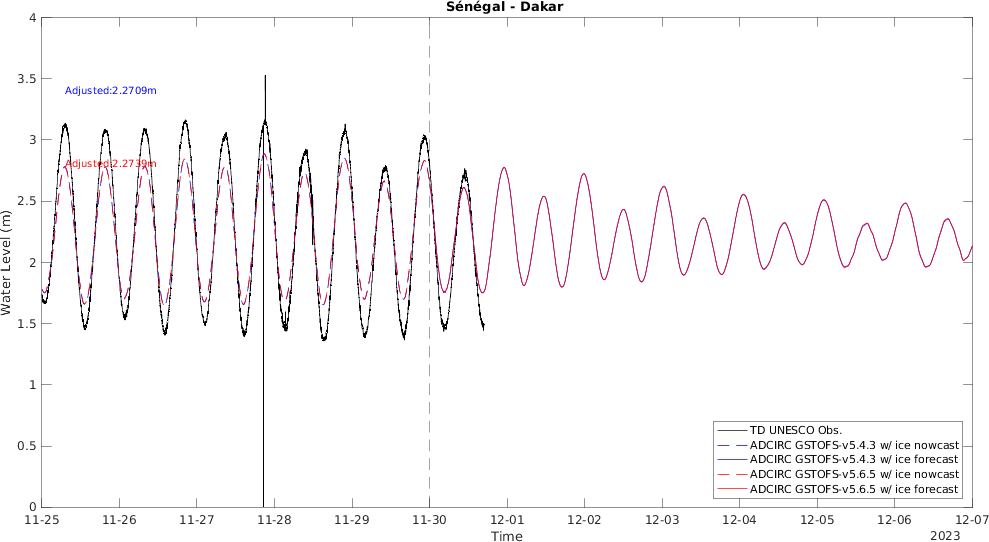 Sénégal - Dakar
4
3.5
3
2.5
2
1.5
1
0.5
0
Water Level (m)
Adjusted:2.2709m
Adjusted:2.2739m
TD UNESCO Obs.
ADCIRC GSTOFS-v5.4.3 w/ ice nowcast
ADCIRC GSTOFS-v5.4.3 w/ ice forecast
ADCIRC GSTOFS-v5.6.5 w/ ice nowcast
ADCIRC GSTOFS-v5.6.5 w/ ice forecast
11-25 11-26 11-27 11-28 11-29 11-30 12-01 12-02 12-03 12-04 12-05 12-06 12-07
Time
2023